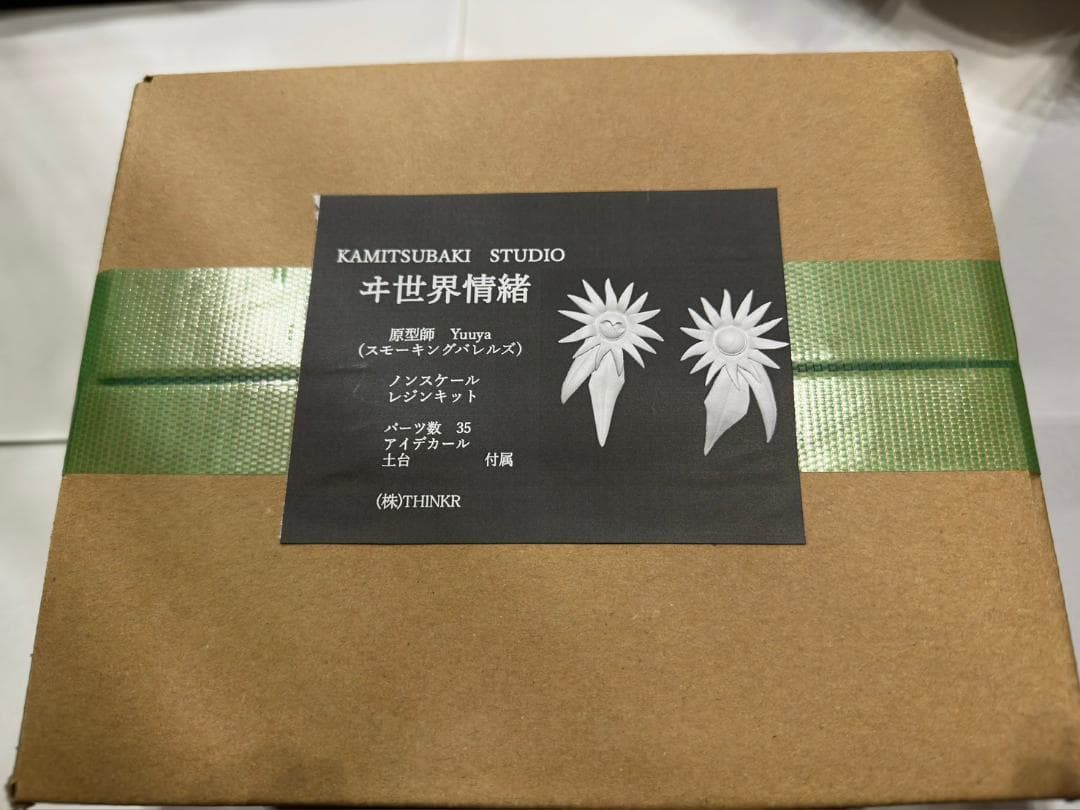 KAMITSUBAKI　STUDIO
ヰ世界情緒
原型師　Yuuya
(スモーキングバレルズ)
ノンスケール
レジンキット
パーツ数　35
アイデカール
土台　　　　　付属
(株)THINKR